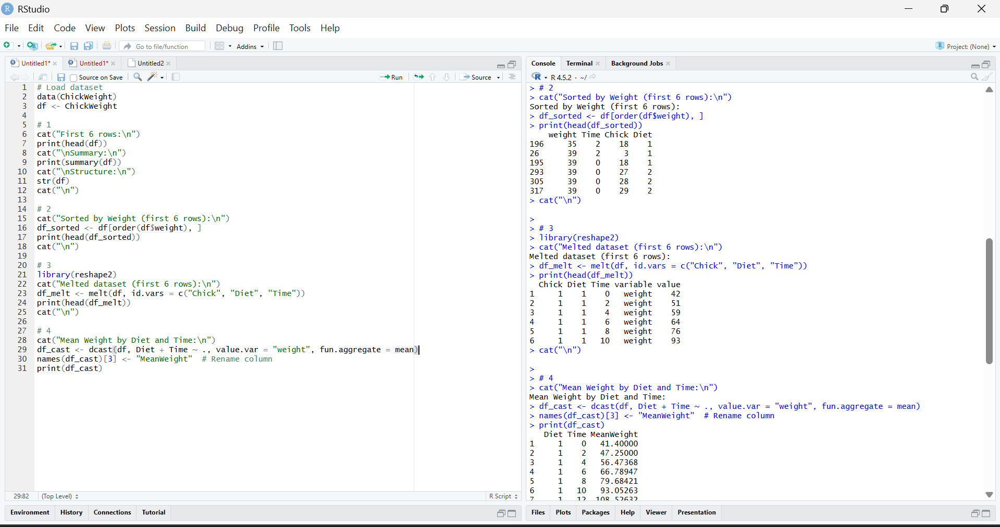 RStudio
File Edit Code View Plots Session Build Debug Profile Tools Help
Go to file/function Addins Project: (None)
Untitled1* Untitled1* Untitled2
Source on Save Run Source
1 # Load dataset
2 data(ChickWeight)
3 df <- ChickWeight
4
5 # 1
6 cat("First 6 rows:\n")
7 print(head(df))
8 cat("\nSummary:\n")
9 print(summary(df))
10 cat("\nStructure:\n")
11 str(df)
12 cat("\n")
13
14 # 2
15 cat("Sorted by Weight (first 6 rows):\n")
16 df_sorted <- df[order(df$weight), ]
17 print(head(df_sorted))
18 cat("\n")
19
20 # 3
21 library(reshape2)
22 cat("Melted dataset (first 6 rows):\n")
23 df_melt <- melt(df, id.vars = c("Chick", "Diet", "Time"))
24 print(head(df_melt))
25 cat("\n")
26
27 # 4
28 cat("Mean Weight by Diet and Time:\n")
29 df_cast <- dcast(df, Diet + Time ~ ., value.var = "weight", fun.aggregate = mean)
30 names(df_cast)[3] <- "MeanWeight"  # Rename column
31 print(df_cast)
29:82 (Top Level) R Script
Environment History Connections Tutorial
Console Terminal Background Jobs
R 4.5.2 · ~/
> # 2
> cat("Sorted by Weight (first 6 rows):\n")
Sorted by Weight (first 6 rows):
> df_sorted <- df[order(df$weight), ]
> print(head(df_sorted))
weight Time Chick Diet
196 35 2 18 1
26 39 2 3 1
195 39 0 18 1
293 39 0 27 2
305 39 0 28 2
317 39 0 29 2
> cat("\n")
>
> # 3
> library(reshape2)
> cat("Melted dataset (first 6 rows):\n")
Melted dataset (first 6 rows):
> df_melt <- melt(df, id.vars = c("Chick", "Diet", "Time"))
> print(head(df_melt))
Chick Diet Time variable value
1 1 1 0 weight 42
2 1 1 2 weight 51
3 1 1 4 weight 59
4 1 1 6 weight 64
5 1 1 8 weight 76
6 1 1 10 weight 93
> cat("\n")
>
> # 4
> cat("Mean Weight by Diet and Time:\n")
Mean Weight by Diet and Time:
> df_cast <- dcast(df, Diet + Time ~ ., value.var = "weight", fun.aggregate = mean)
> names(df_cast)[3] <- "MeanWeight"  # Rename column
> print(df_cast)
Diet Time MeanWeight
1 1 0 41.40000
2 1 2 47.25000
3 1 4 56.47368
4 1 6 66.78947
5 1 8 79.68421
6 1 10 93.05263
7 1 12 108.52632
Files Plots Packages Help Viewer Presentation